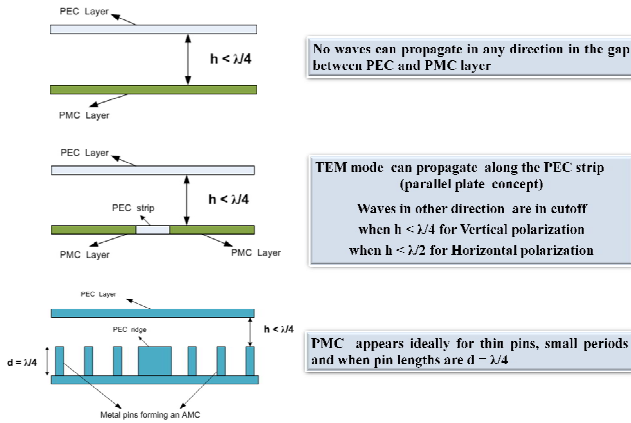 PEC Layer
h < λ/4
PMC Layer
No waves can propagate in any direction in the gap
between PEC and PMC layer
PEC Layer
h < λ/4
PEC strip
PMC Layer
PMC Layer
TEM mode can propagate along the PEC strip
(parallel plate concept)
Waves in other direction are in cutoff
when h < λ/4 for Vertical polarization
when h < λ/2 for Horizontal polarization
PEC Layer
h < λ/4
PEC ridge
d = λ/4
Metal pins forming an AMC
PMC appears ideally for thin pins, small periods
and when pin lengths are d = λ/4